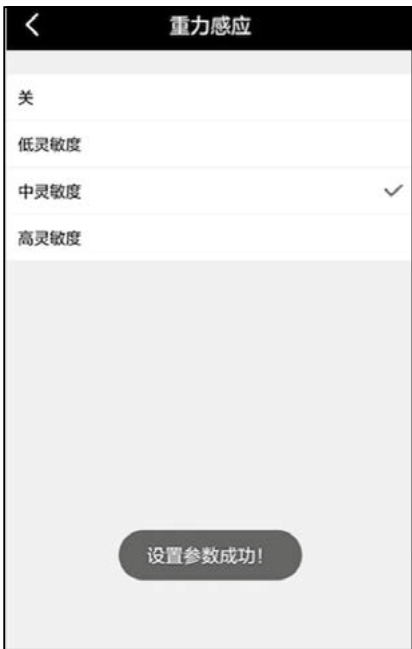 重力感应
关
低灵敏度
中灵敏度
高灵敏度
设置参数成功！